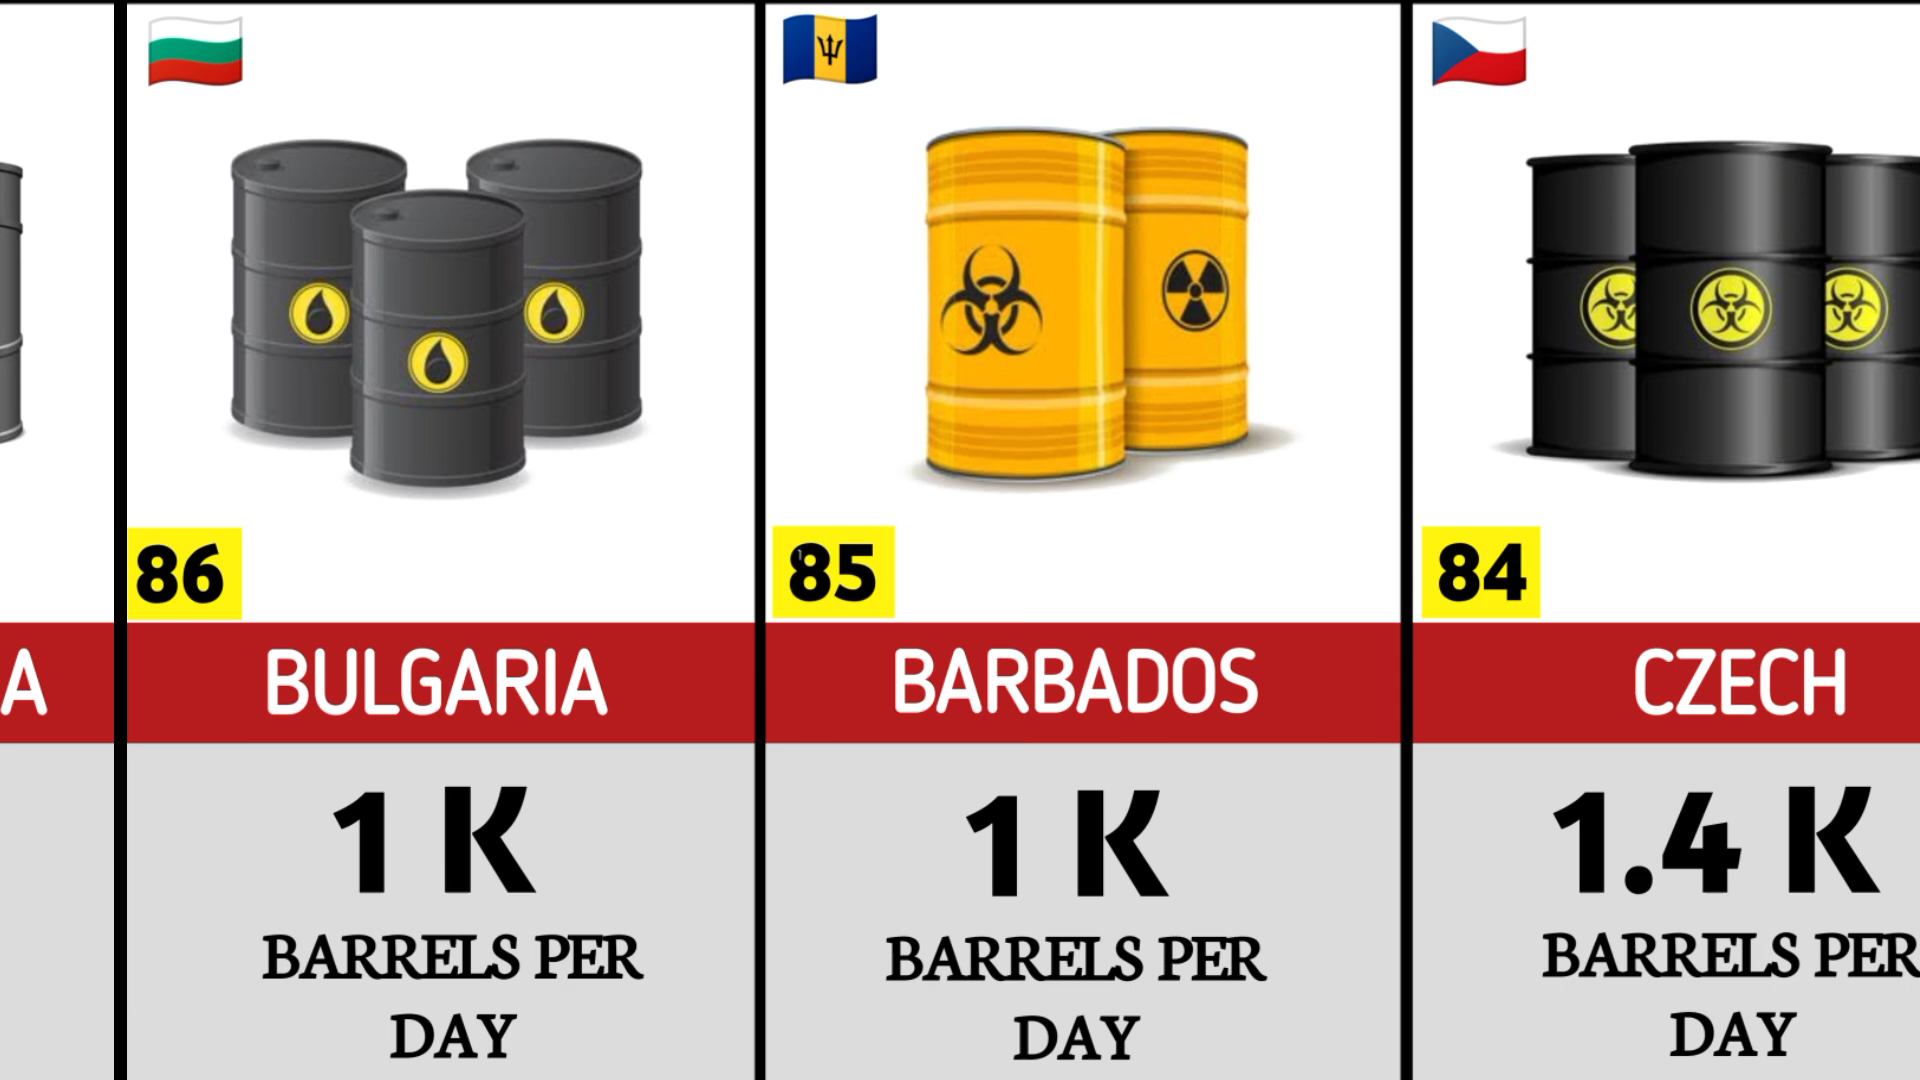 86
BULGARIA
1 K
BARRELS PER
DAY
85
BARBADOS
1 K
BARRELS PER
DAY
84
CZECH
1.4 K
BARRELS PER
DAY
A